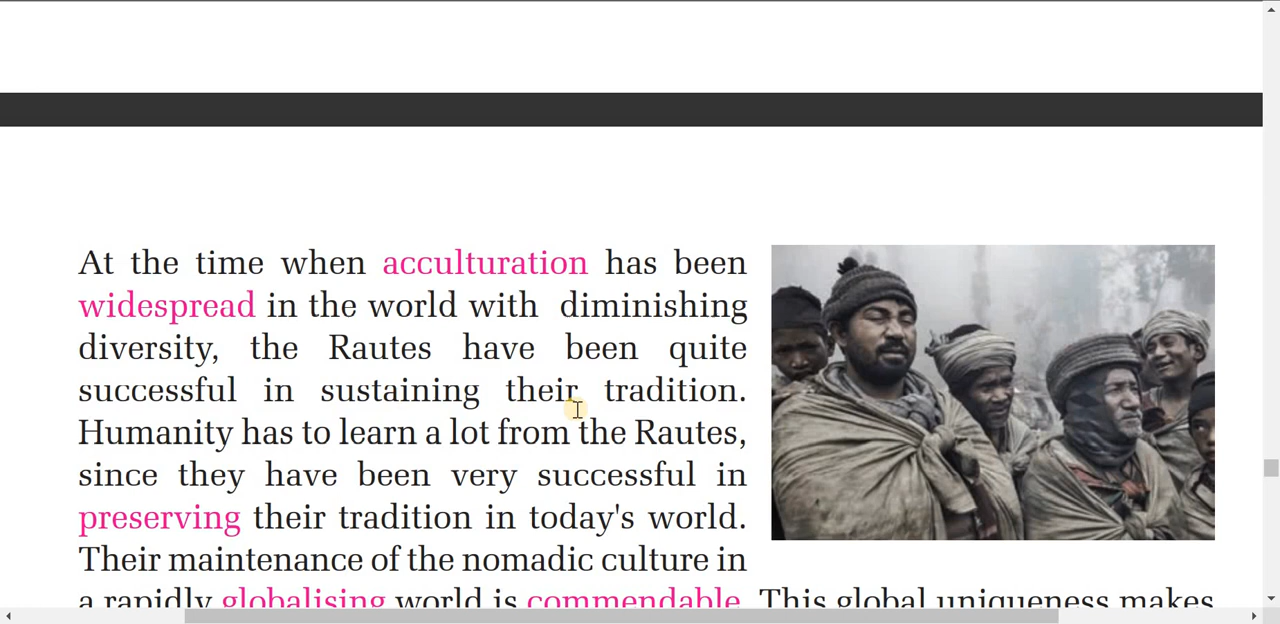 At the time when acculturation has been
widespread in the world with diminishing
diversity, the Rautes have been quite
successful in sustaining their tradition.
Humanity has to learn a lot from the Rautes,
since they have been very successful in
preserving their tradition in today's world.
Their maintenance of the nomadic culture in
a rapidly globalising world is commendable. This global uniqueness makes